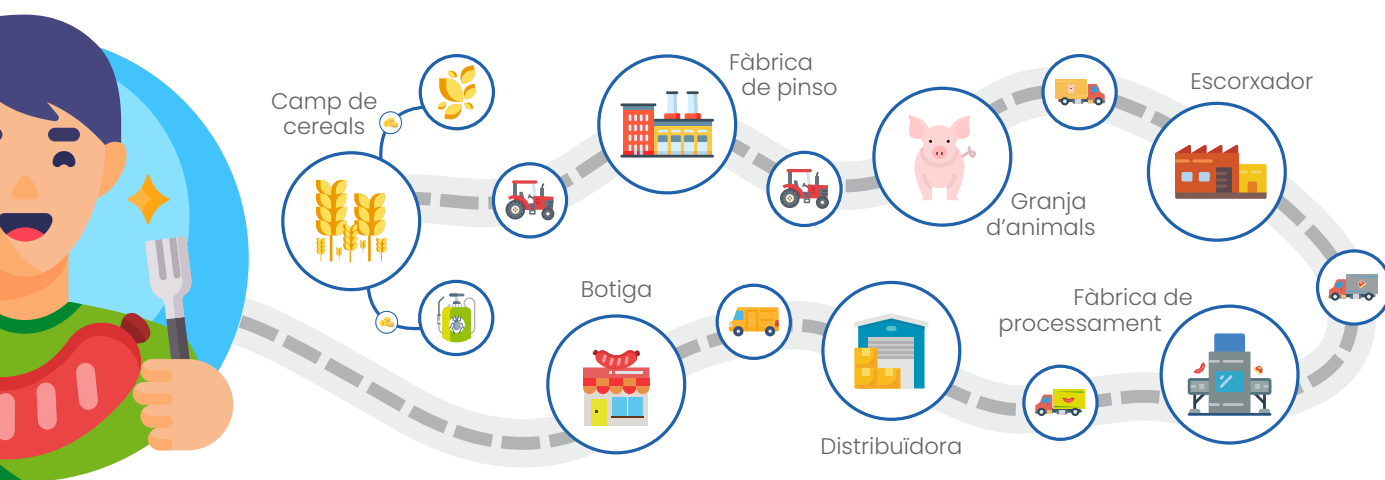 Camp de
cereals
Fàbrica
de pinso
Granja
d’animals
Escorxador
Fàbrica de
processament
Distribuïdora
Botiga